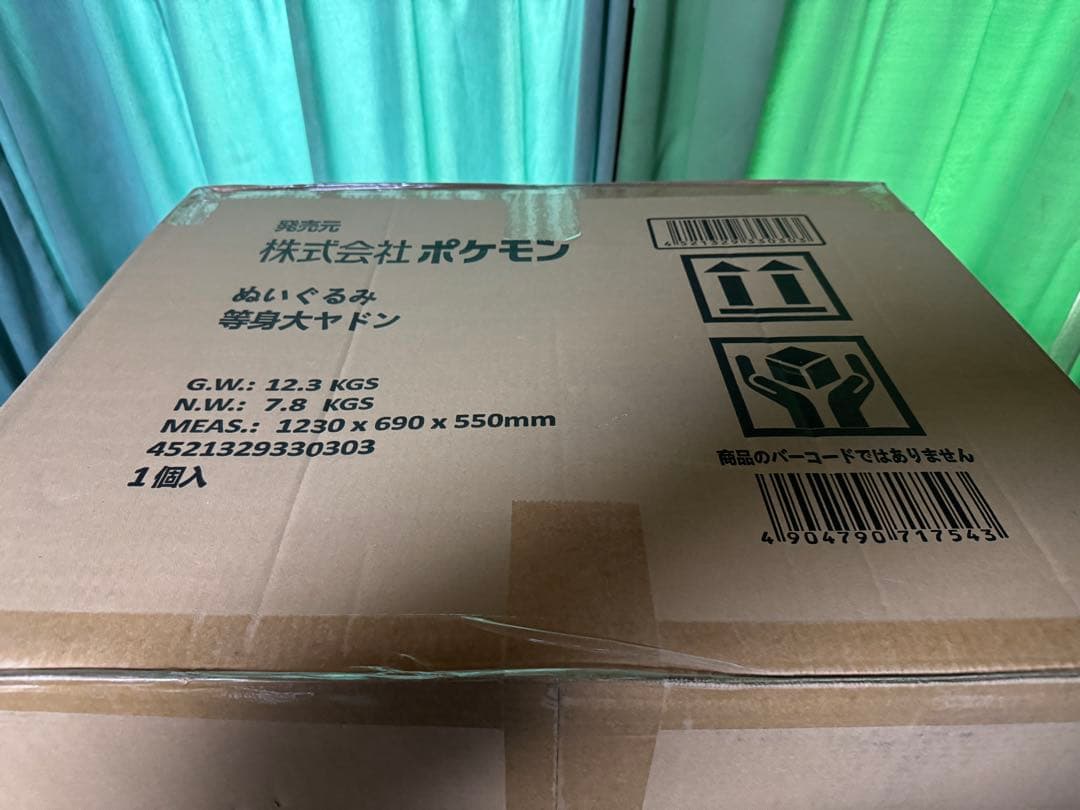 発売元
株式会社 ポケモン
ぬいぐるみ
等身大ヤドン
G.W.: 12.3 KGS
N.W.: 7.8 KGS
MEAS.: 1230 x 690 x 550mm
4521329330303
1個入
4521329330303
商品のバーコードではありません
4904790717543